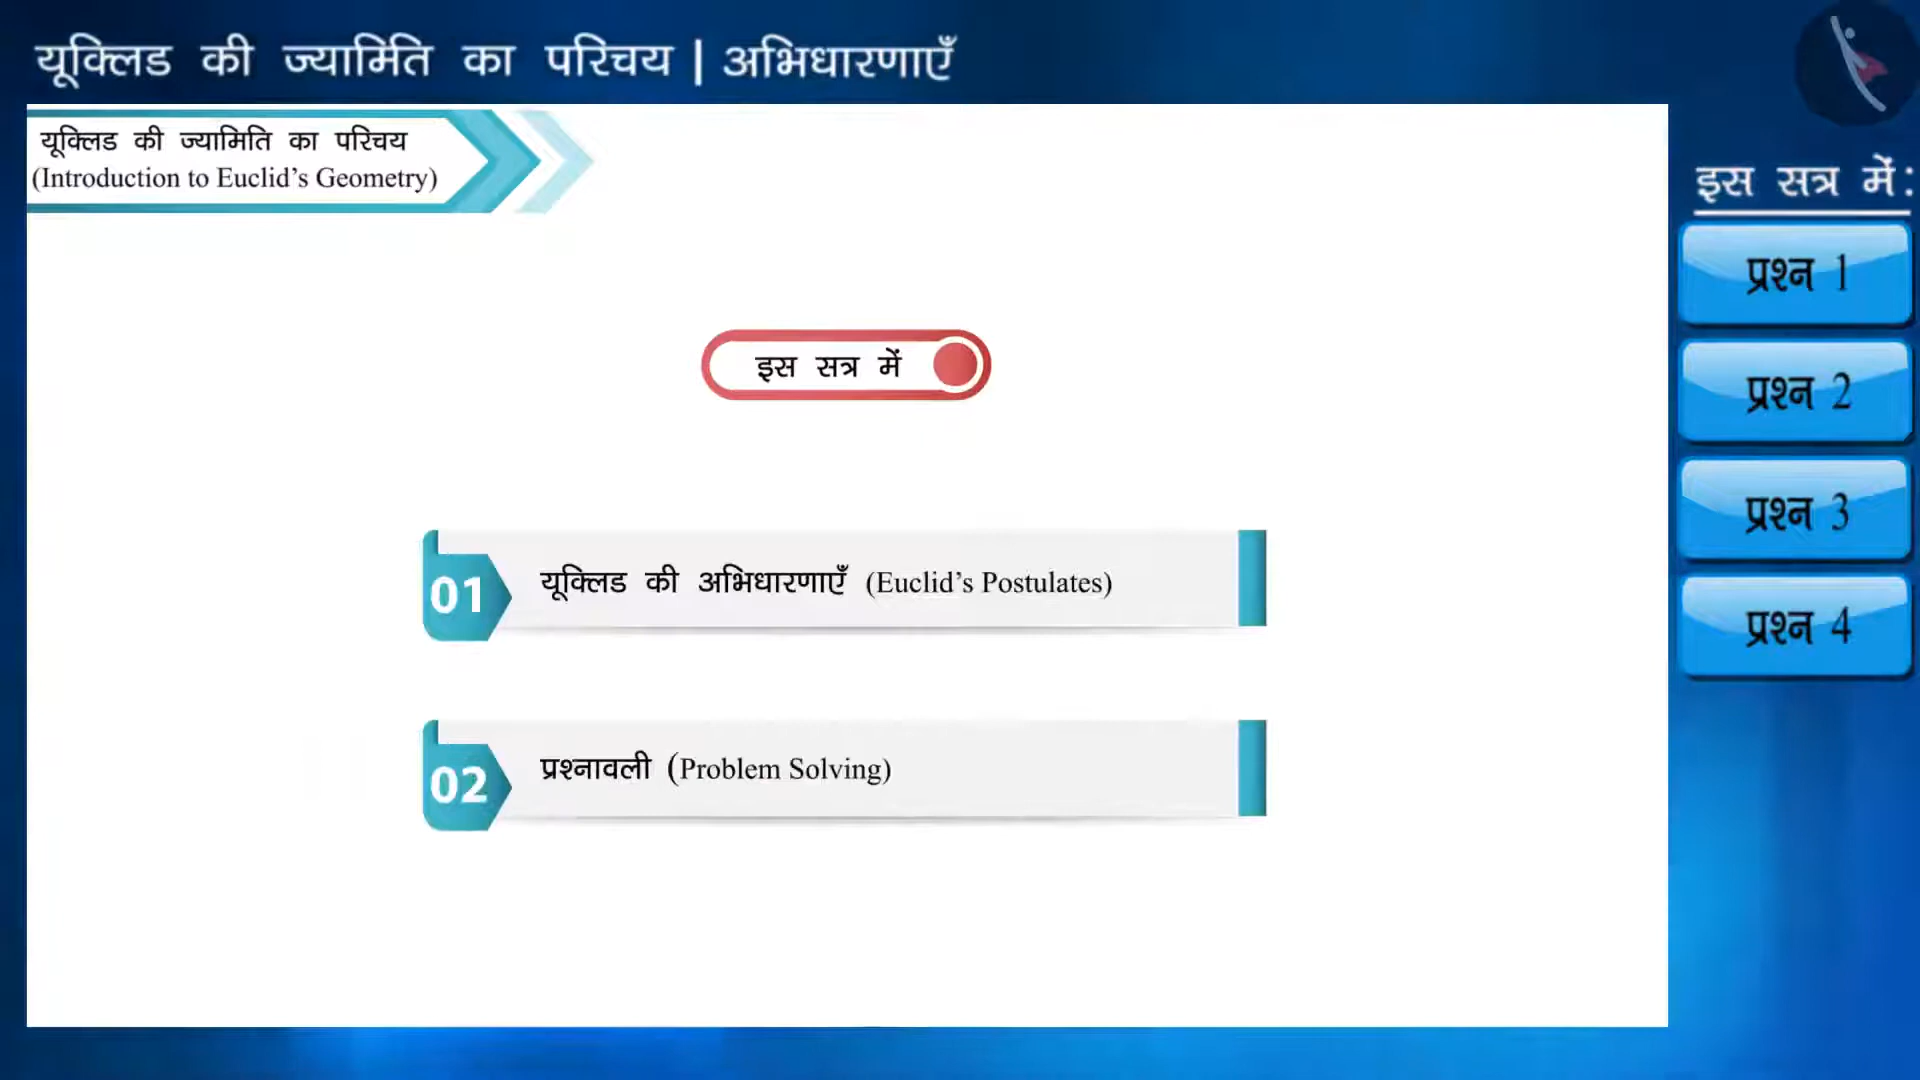 यूक्लिड की ज्यामिति का परिचय | अभिधारणाएँ
यूक्लिड की ज्यामिति का परिचय
(Introduction to Euclid’s Geometry)
इस सत्र में
01 यूक्लिड की अभिधारणाएँ (Euclid’s Postulates)
02 प्रश्नावली (Problem Solving)
इस सत्र में:
प्रश्न 1
प्रश्न 2
प्रश्न 3
प्रश्न 4